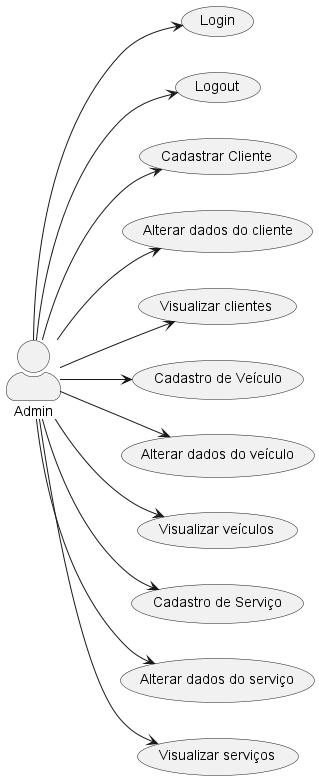 Login
Logout
Cadastrar Cliente
Alterar dados do cliente
Visualizar clientes
Admin
Cadastro de Veículo
Alterar dados do veículo
Visualizar veículos
Cadastro de Serviço
Alterar dados do serviço
Visualizar serviços